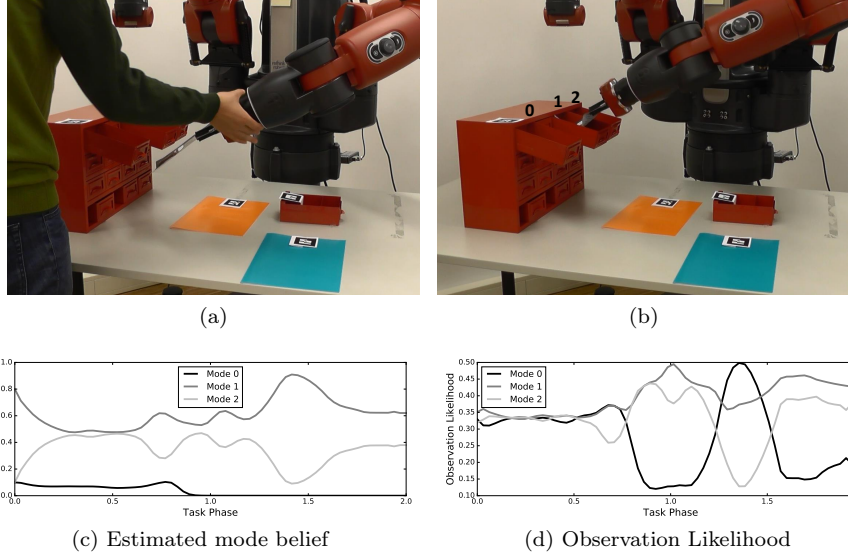 0 1 2
(a)
(b)
1.0
0.8
0.6
0.4
0.2
0.0
0.0 0.5 1.0 1.5 2.0
Task Phase
Mode 0
Mode 1
Mode 2
(c) Estimated mode belief
0.50
0.45
0.40
0.35
0.30
0.25
0.20
0.15
0.10
Observation Likelihood
0.0 0.5 1.0 1.5
Task Phase
Mode 0
Mode 1
Mode 2
(d) Observation Likelihood